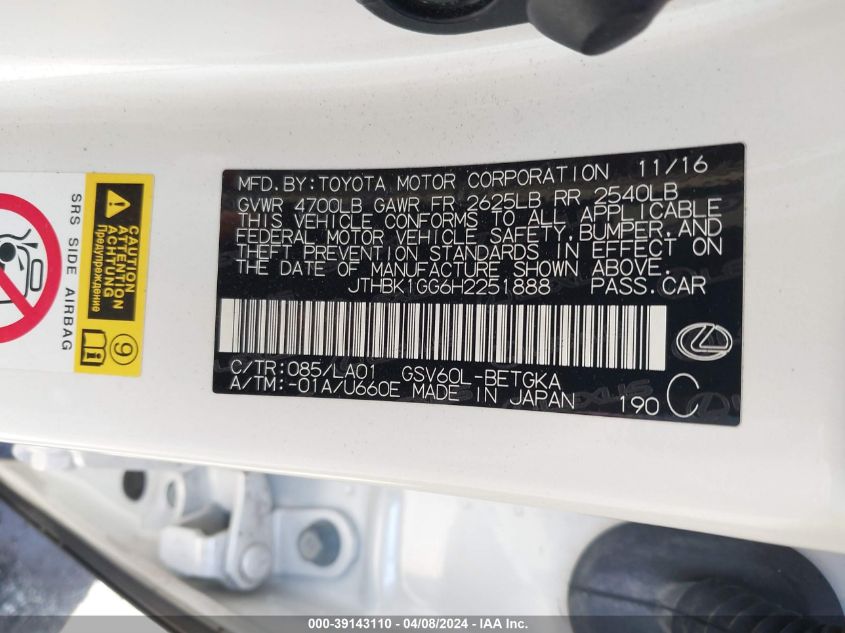 MFD.BY:TOYOTA MOTOR CORPORATION 11/16
GVWR 4700LB GAWR FR 2625LB RR 2540LB
THIS VEHICLE CONFORMS TO ALL APPLICABLE
FEDERAL MOTOR VEHICLE SAFETY, BUMPER, AND
THEFT PREVENTION STANDARDS IN EFFECT ON
THE DATE OF MANUFACTURE SHOWN ABOVE.
JTHBK1GG6H2251888 PASS.CAR
C/TR:085/LA01 GSV60L-BETGKA
A/TM:-01A/U660E MADE IN JAPAN 190 C
SRS SIDE AIRBAG
CAUTION
ATTENTION
ACHTUNG
Предупреждение
9
000-39143110 - 04/08/2024 - IAA Inc.